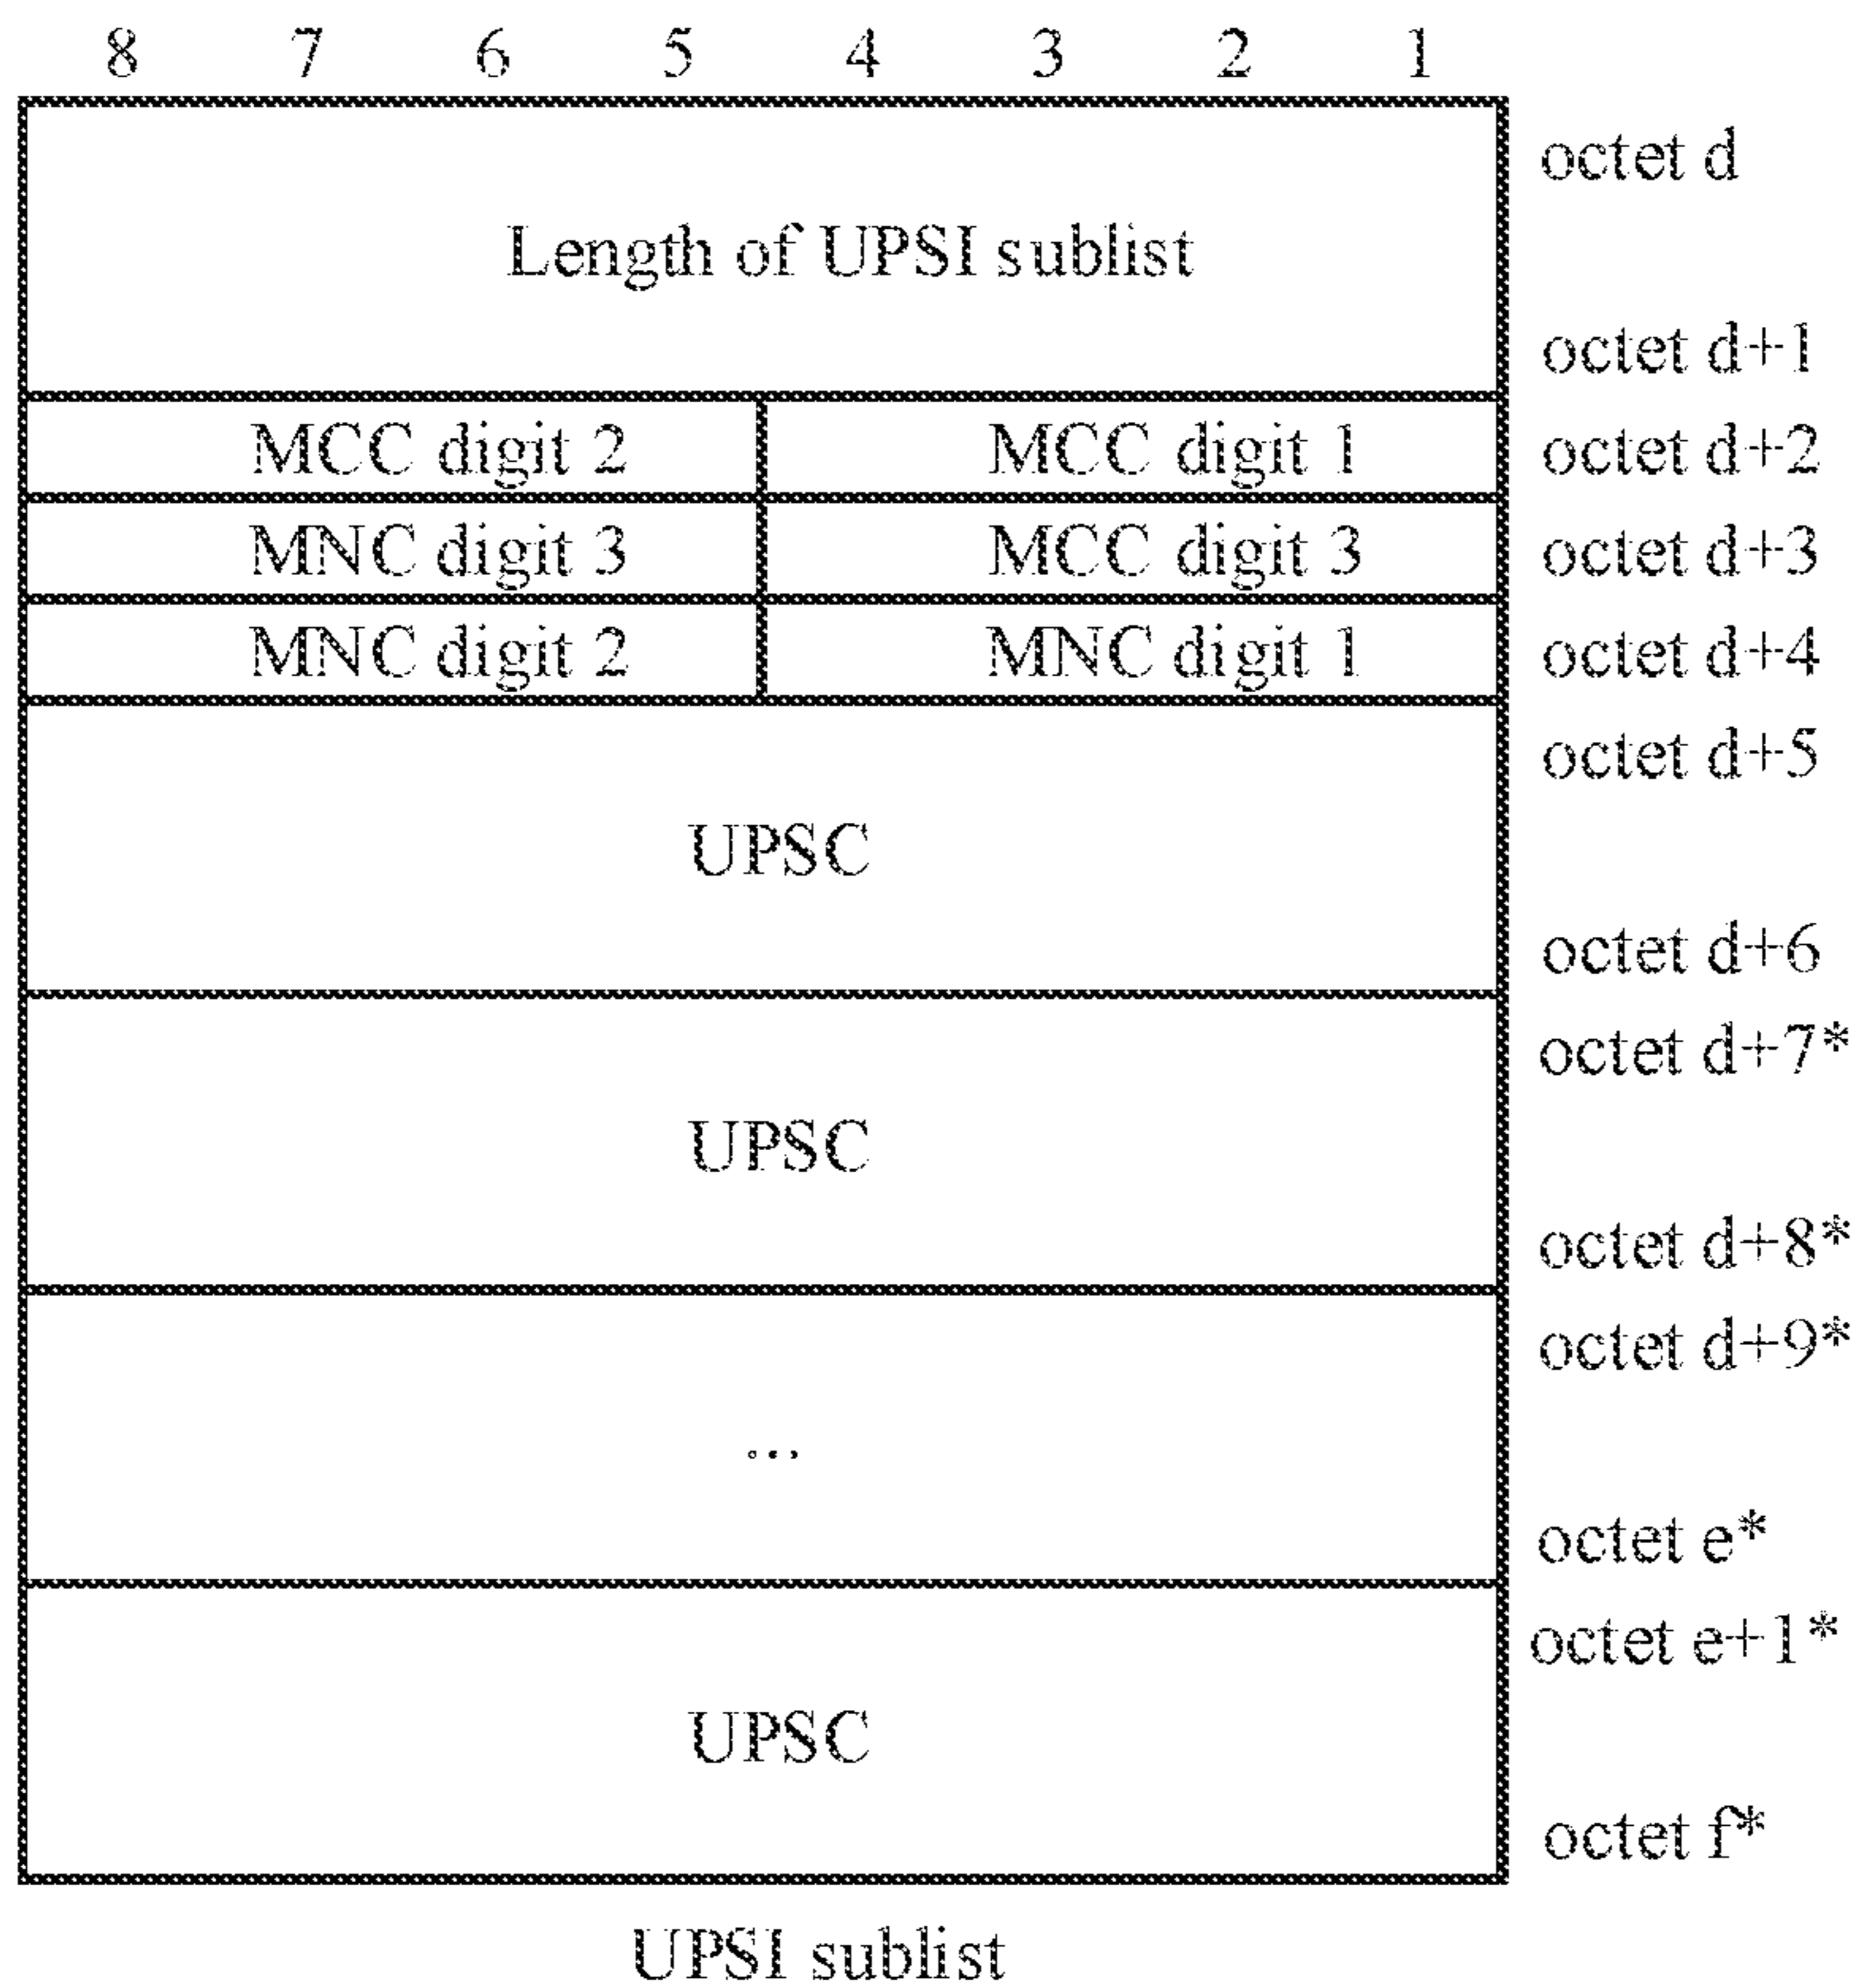 8 7 6 5 4 3 2 1
octet d
Length of UPSI sublist
octet d+1
MCC digit 2 MCC digit 1 octet d+2
MNC digit 3 MCC digit 3 octet d+3
MNC digit 2 MNC digit 1 octet d+4
octet d+5
UPSC
octet d+6
octet d+7*
UPSC
octet d+8*
octet d+9*
...
octet e*
octet e+1*
UPSC
octet f*
UPSI sublist